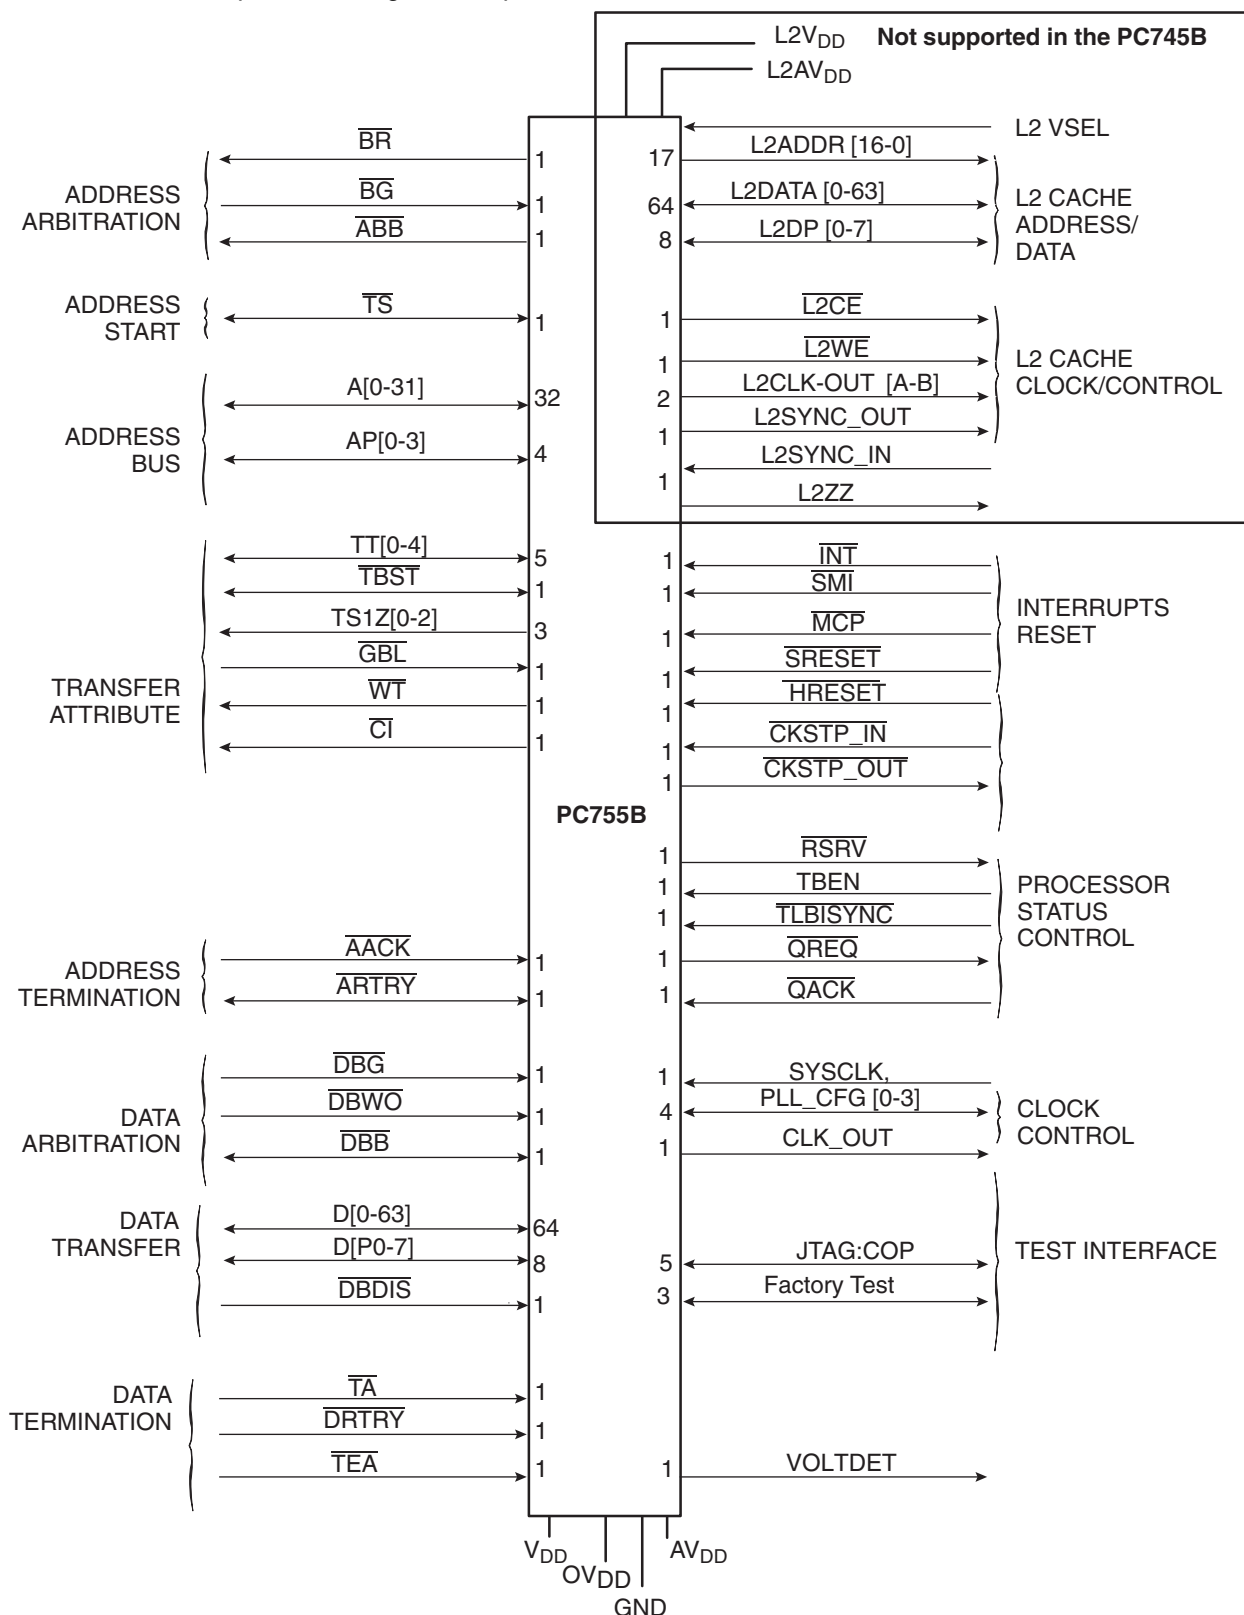 L2VDD
Not supported in the PC745B
L2AVDD
L2 VSEL
BR
1
17
L2ADDR [16-0]
ADDRESS
ARBITRATION
BG
1
64
L2DATA [0-63]
L2 CACHE
ADDRESS/
DATA
ABB
1
8
L2DP [0-7]
ADDRESS
START
TS
1
1
L2CE
1
L2WE
L2 CACHE
CLOCK/CONTROL
A[0-31]
32
2
L2CLK-OUT [A-B]
ADDRESS
BUS
1
L2SYNC_OUT
AP[0-3]
4
1
L2SYNC_IN
L2ZZ
TT[0-4]
5
1
INT
TBST
1
1
SMI
INTERRUPTS
RESET
TS1Z[0-2]
3
1
MCP
GBL
1
1
SRESET
TRANSFER
ATTRIBUTE
WT
1
1
HRESET
CI
1
1
CKSTP_IN
1
CKSTP_OUT
PC755B
1
RSRV
1
TBEN
PROCESSOR
STATUS
CONTROL
1
TLBISYNC
AACK
1
1
QREQ
ADDRESS
TERMINATION
ARTRY
1
1
QACK
DBG
1
1
SYSCLK,
DATA
ARBITRATION
DBWO
1
4
PLL_CFG [0-3]
CLOCK
CONTROL
DBB
1
1
CLK_OUT
DATA
TRANSFER
D[0-63]
64
D[P0-7]
8
5
JTAG:COP
TEST INTERFACE
DBDIS
1
3
Factory Test
DATA
TERMINATION
TA
1
DRTRY
1
TEA
1
1
VOLTDET
VDD
AVDD
OVDD
GND